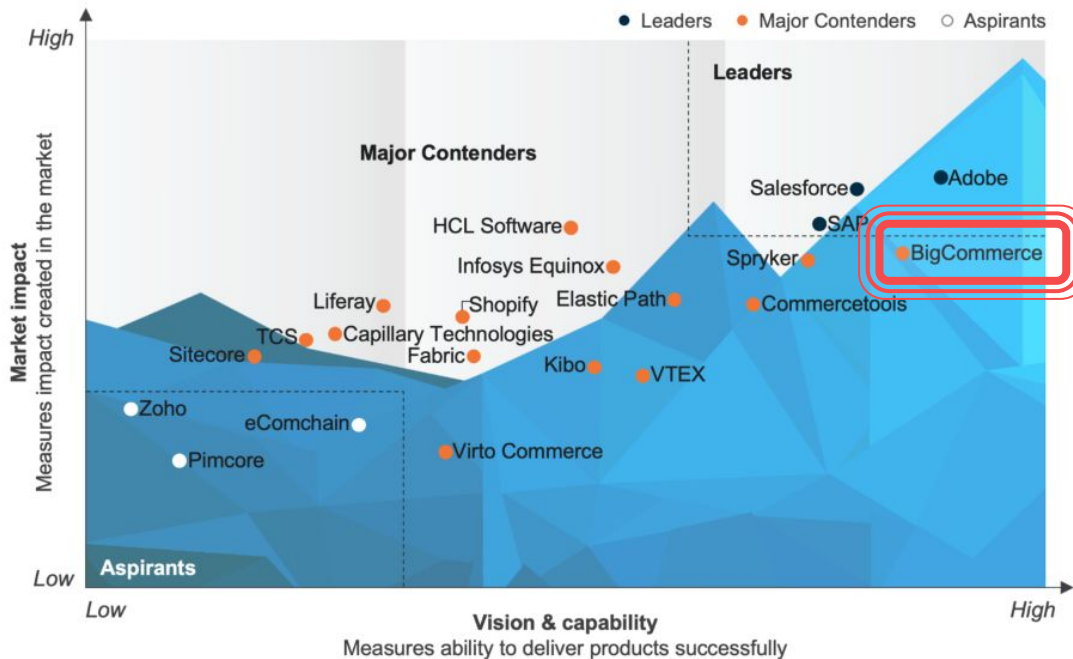 Leaders
Major Contenders
Aspirants
High
Leaders
Major Contenders
Salesforce
Adobe
SAP
HCL Software
BigCommerce
Spryker
Infosys Equinox
Elastic Path
Commercetools
Liferay
Shopify
TCS
Capillary Technologies
Sitecore
Fabric
Kibo
VTEX
Zoho
eComchain
Pimcore
Virto Commerce
Aspirants
Market impact
Measures impact created in the market
Low
Low
High
Vision & capability
Measures ability to deliver products successfully